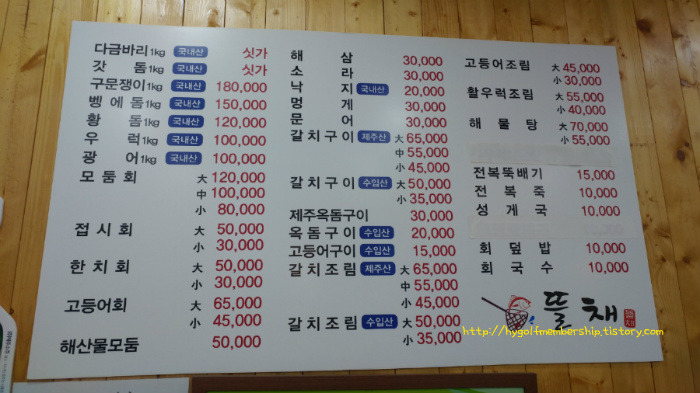 다금바리 1kg 국내산 싯가
갓 돔 1kg 국내산 싯가
구문쟁이 1kg 국내산 180,000
벵에돔 1kg 국내산 150,000
황 돔 1kg 국내산 120,000
우 럭 1kg 국내산 100,000
광 어 1kg 국내산 100,000
모 둠 회 大 120,000
中 100,000
小 80,000
접 시 회 大 50,000
小 30,000
한 치 회 大 50,000
小 30,000
고등어회 大 65,000
小 45,000
해산물모둠 50,000
해 삼 30,000
소 라 30,000
낙 지 국내산 20,000
멍 게 30,000
문 어 30,000
갈치구이 제주산 大 65,000
中 55,000
小 45,000
갈치구이 수입산 大 50,000
小 35,000
제주옥돔구이 30,000
옥돔구이 수입산 20,000
고등어구이 수입산 15,000
갈치조림 제주산 大 65,000
中 55,000
小 45,000
갈치조림 수입산 大 50,000
小 35,000
고등어조림 大 45,000
小 30,000
활우럭조림 大 55,000
小 40,000
해 물 탕 大 70,000
小 55,000
전복뚝배기 15,000
전 복 죽 10,000
성 게 국 10,000
회 덮 밥 10,000
회 국 수 10,000
뜰채
http://hygolfmembership.tistory.com